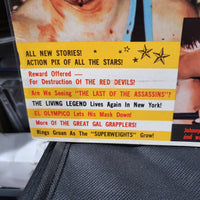 ALL NEW STORIES!
ACTION PIX OF ALL THE STARS!
Reward Offered —
For Destruction OF THE RED DEVILS!
Are We Seeing "THE LAST OF THE ASSASSINS"?
THE LIVING LEGEND Lives Again In New York!
EL OLYMPICO Lets His Mask Down!
More OF THE GREAT GAL GRAPPLERS!
Rings Groan As The "SUPERWEIGHTS" Grow!
Johnny